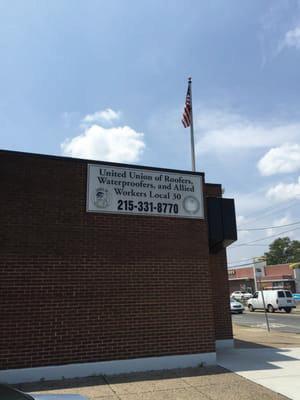 United Union of Roofers,
Waterproofers, and Allied
Workers Local 30
215-331-8770